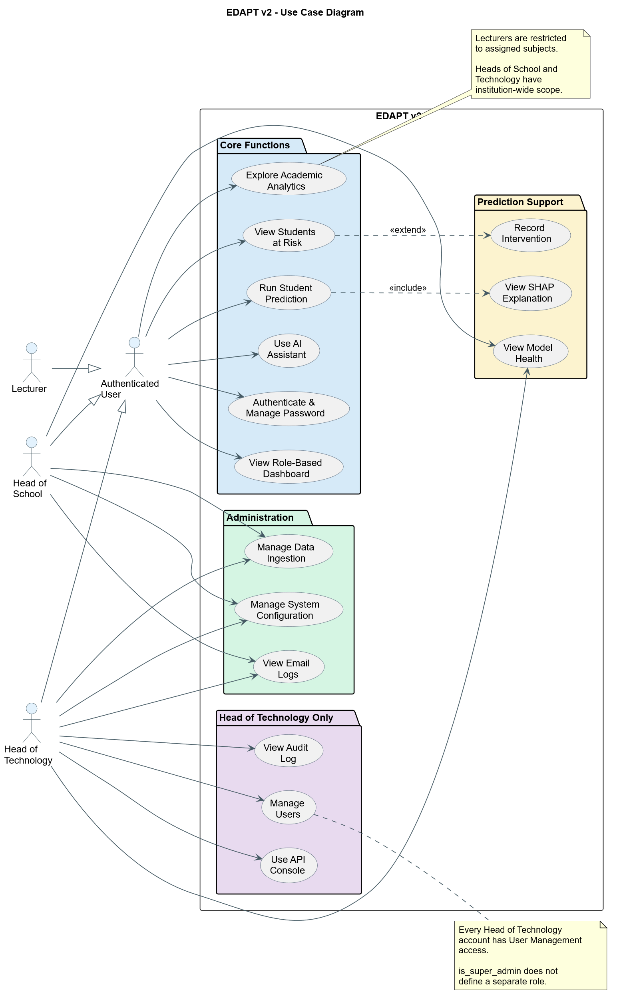 EDAPT v2 - Use Case Diagram
Lecturers are restricted
to assigned subjects.
Heads of School and
Technology have
institution-wide scope.
EDAPT v2
Core Functions
Explore Academic
Analytics
View Students
at Risk
«extend»
Run Student
Prediction
«include»
Use AI
Assistant
Authenticate &
Manage Password
View Role-Based
Dashboard
Prediction Support
Record
Intervention
View SHAP
Explanation
View Model
Health
Lecturer
Authenticated
User
Head of
School
Administration
Manage Data
Ingestion
Manage System
Configuration
View Email
Logs
Head of
Technology
Head of Technology Only
View Audit
Log
Manage
Users
Use API
Console
Every Head of Technology
account has User Management
access.
is_super_admin does not
define a separate role.